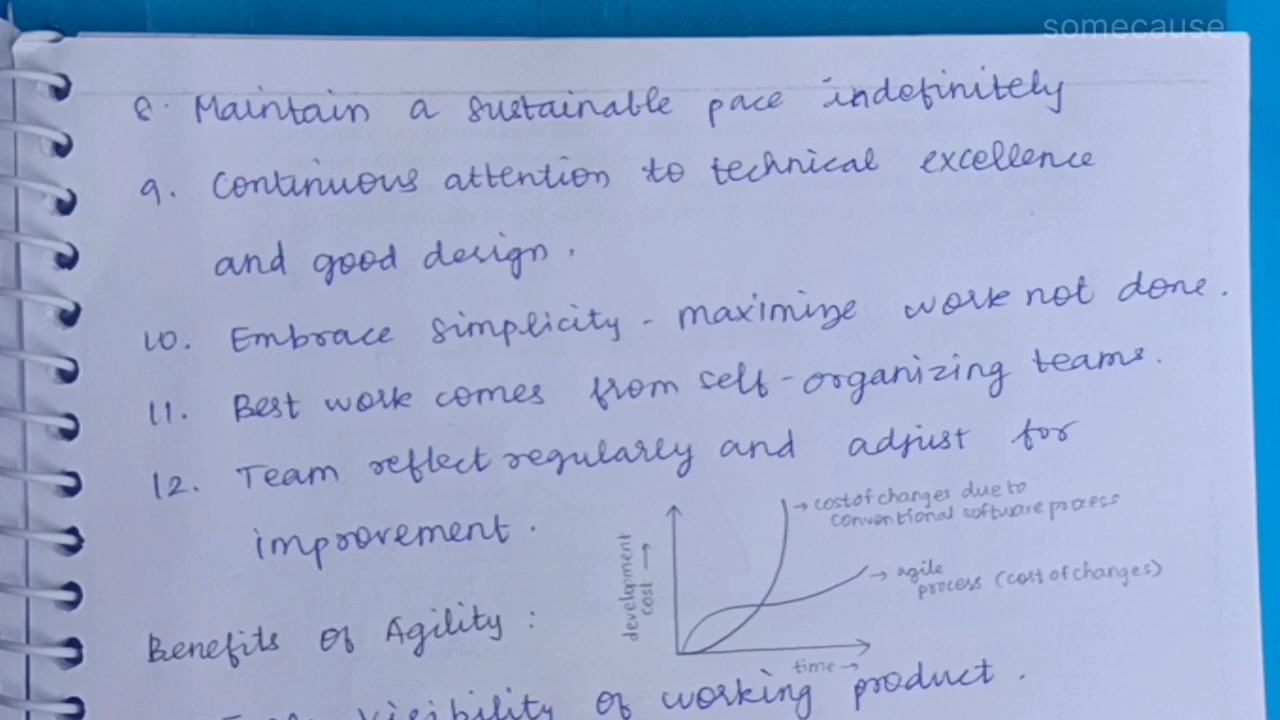 somecause
8. Maintain a sustainable pace indefinitely
9. Continuous attention to technical excellence
and good design.
10. Embrace simplicity - maximize work not done.
11. Best work comes from self-organizing teams.
12. Team reflect regularly and adjust for
improvement.
development
cost →
→ cost of changes due to
conventional software process
→ agile
process (cost of changes)
time →
Benefits of Agility :
visibility of working product.